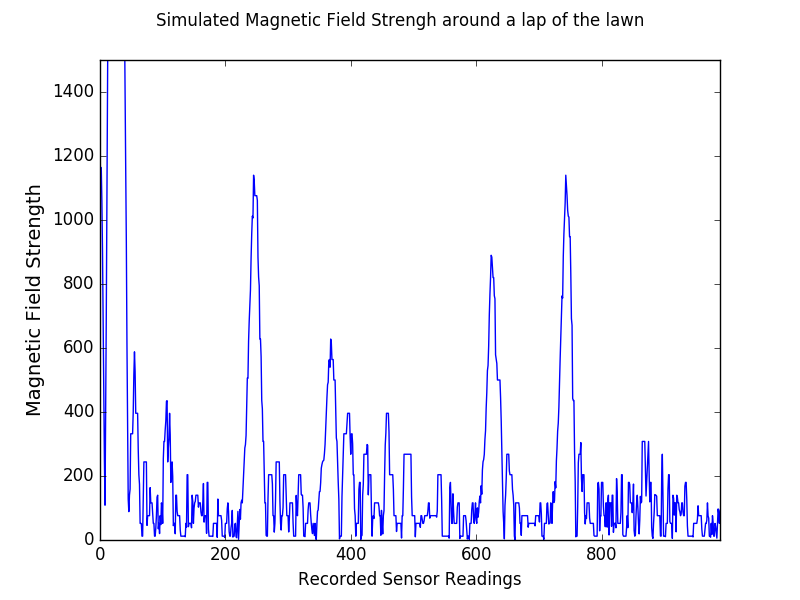 Simulated Magnetic Field Strengh around a lap of the lawn
1400
1200
1000
800
600
400
200
0
Magnetic Field Strength
0 200 400 600 800
Recorded Sensor Readings